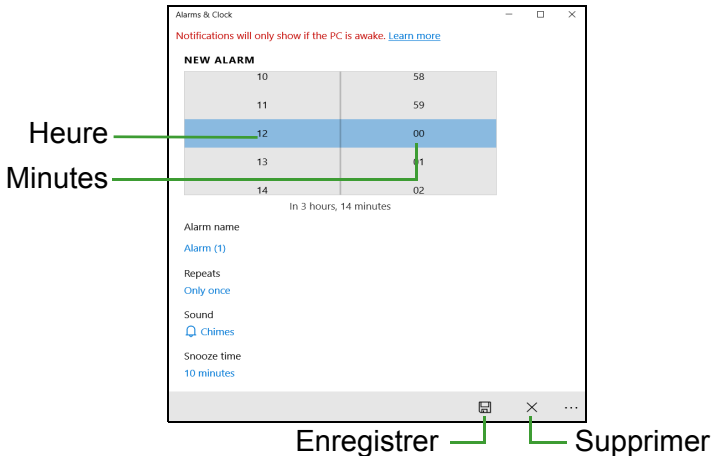 Alarms & Clock
Notifications will only show if the PC is awake. Learn more
NEW ALARM
10 58
11 59
Heure 12 00
13 01
Minutes
14 02
In 3 hours, 14 minutes
Alarm name
Alarm (1)
Repeats
Only once
Sound
Chimes
Snooze time
10 minutes
Enregistrer Supprimer